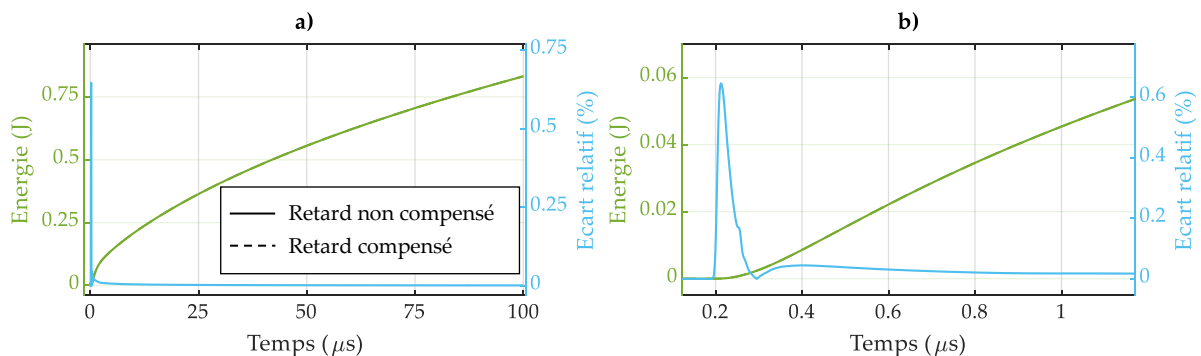 a)
Energie (J)
0.75
0.5
0.25
0
0.75
0.5
0.25
0
Ecart relatif (%)
Retard non compensé
Retard compensé
0 25 50 75 100
Temps (μs)
b)
Energie (J)
0.06
0.04
0.02
0
0.6
0.4
0.2
0
Ecart relatif (%)
0.2 0.4 0.6 0.8 1
Temps (μs)